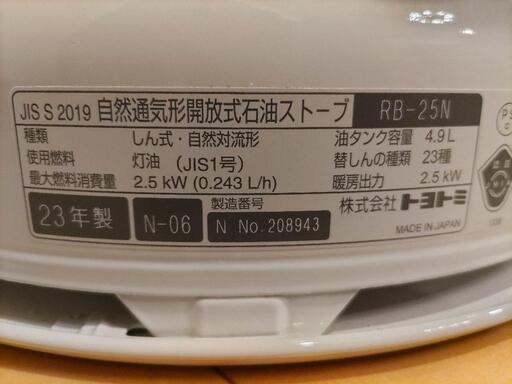 JIS S 2019 自然通気形開放式石油ストーブ RB-25N
種類 しん式・自然対流形 油タンク容量 4.9L
使用燃料 灯油 (JIS1号) 替しんの種類 23種
最大燃料消費量 2.5 kW (0.243 L/h) 暖房出力 2.5 kW
23年製 N-06 製造番号 N No. 208943 株式会社トヨトミ
MADE IN JAPAN
PS
C